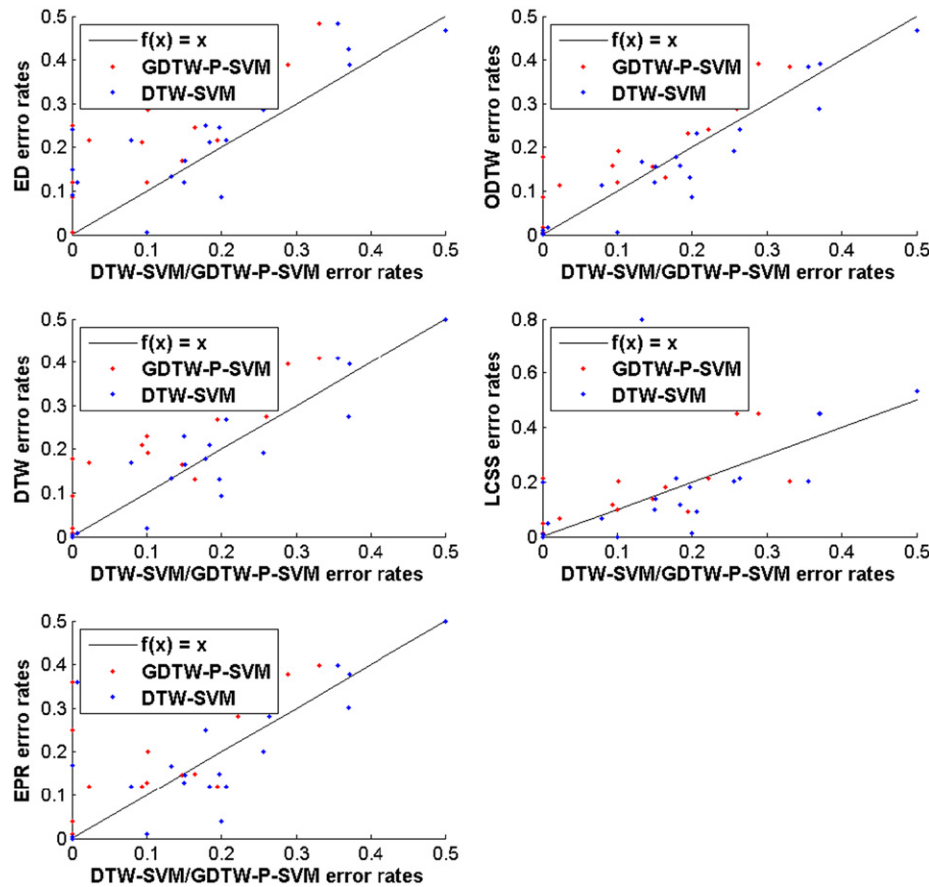 0.5
0.4
0.3
0.2
0.1
0
ED errro rates
f(x) = x
GDTW-P-SVM
DTW-SVM
0 0.1 0.2 0.3 0.4 0.5
DTW-SVM/GDTW-P-SVM error rates
0.5
0.4
0.3
0.2
0.1
0
ODTW errro rates
f(x) = x
GDTW-P-SVM
DTW-SVM
0 0.1 0.2 0.3 0.4 0.5
DTW-SVM/GDTW-P-SVM error rates
0.5
0.4
0.3
0.2
0.1
0
DTW errro rates
f(x) = x
GDTW-P-SVM
DTW-SVM
0 0.1 0.2 0.3 0.4 0.5
DTW-SVM/GDTW-P-SVM error rates
0.8
0.6
0.4
0.2
0
LCSS errro rates
f(x) = x
GDTW-P-SVM
DTW-SVM
0 0.1 0.2 0.3 0.4 0.5
DTW-SVM/GDTW-P-SVM error rates
0.5
0.4
0.3
0.2
0.1
0
EPR errro rates
f(x) = x
GDTW-P-SVM
DTW-SVM
0 0.1 0.2 0.3 0.4 0.5
DTW-SVM/GDTW-P-SVM error rates